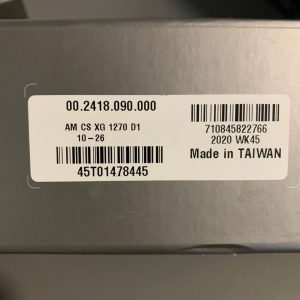 00.2418.090.000
AM CS XG 1270 D1
10-26
45T01478445
710845822766
2020 WK45
Made in TAIWAN